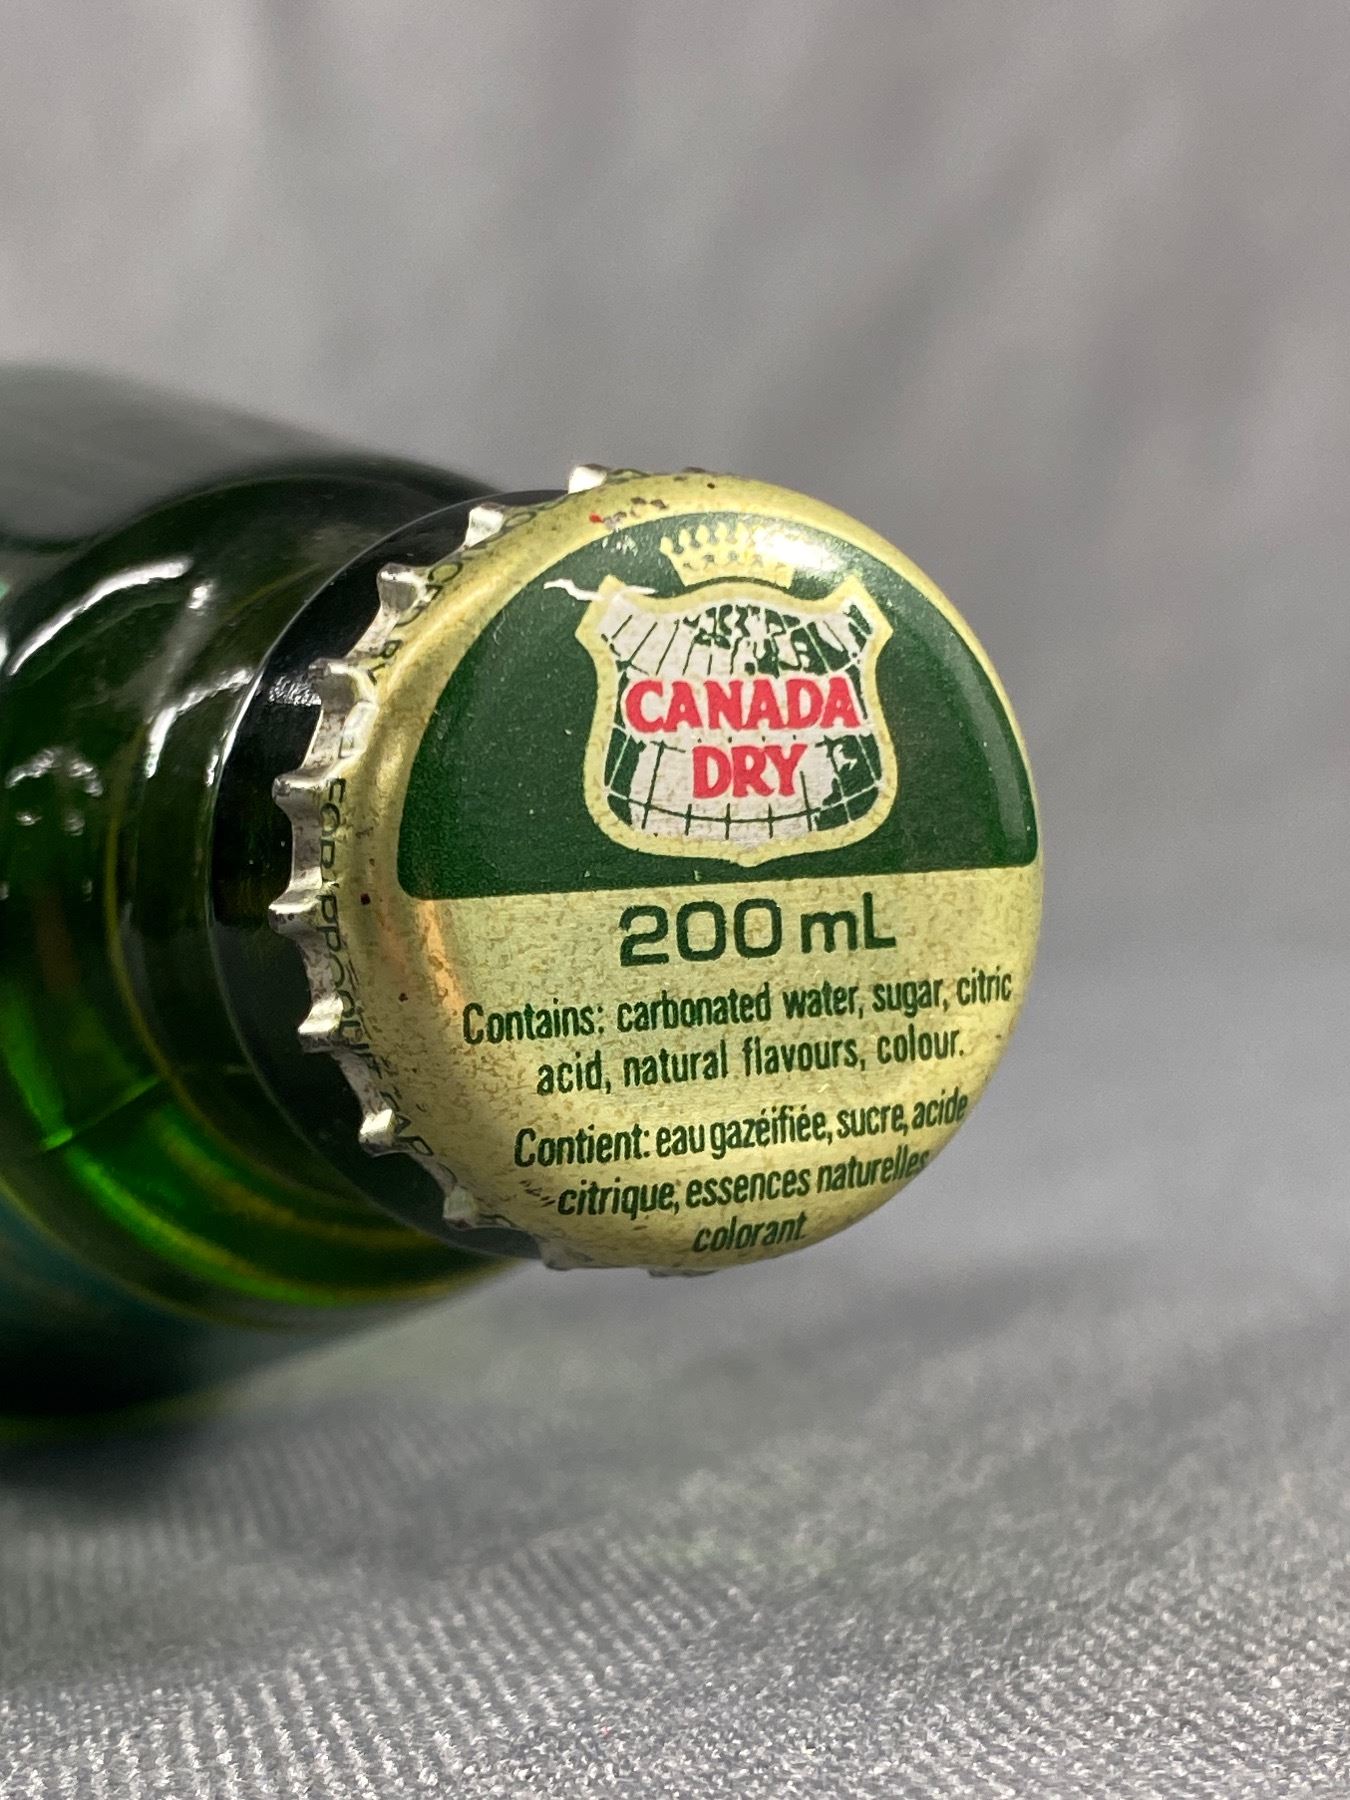 CANADA
DRY
200 mL
Contains: carbonated water, sugar, citric
acid, natural flavours, colour.
Contient: eau gazéifiée, sucre, acide
citrique, essences naturelles
colorant.